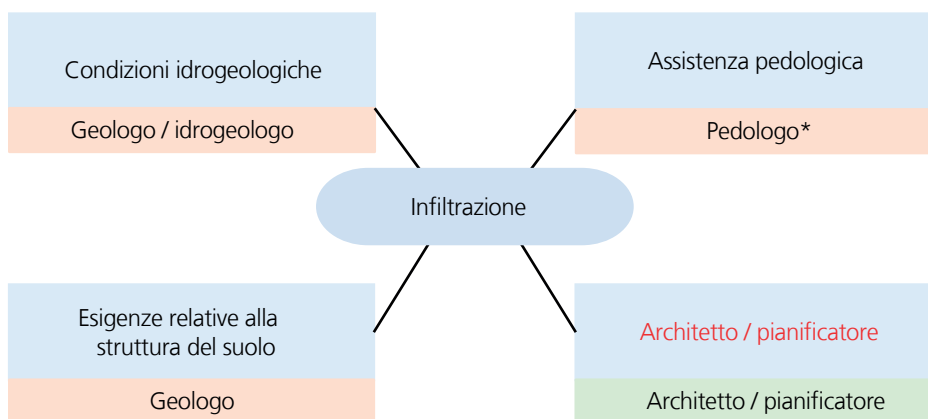 Condizioni idrogeologiche
Geologo / idrogeologo
Assistenza pedologica
Pedologo*
Infiltrazione
Esigenze relative alla
struttura del suolo
Geologo
Architetto / pianificatore
Architetto / pianificatore